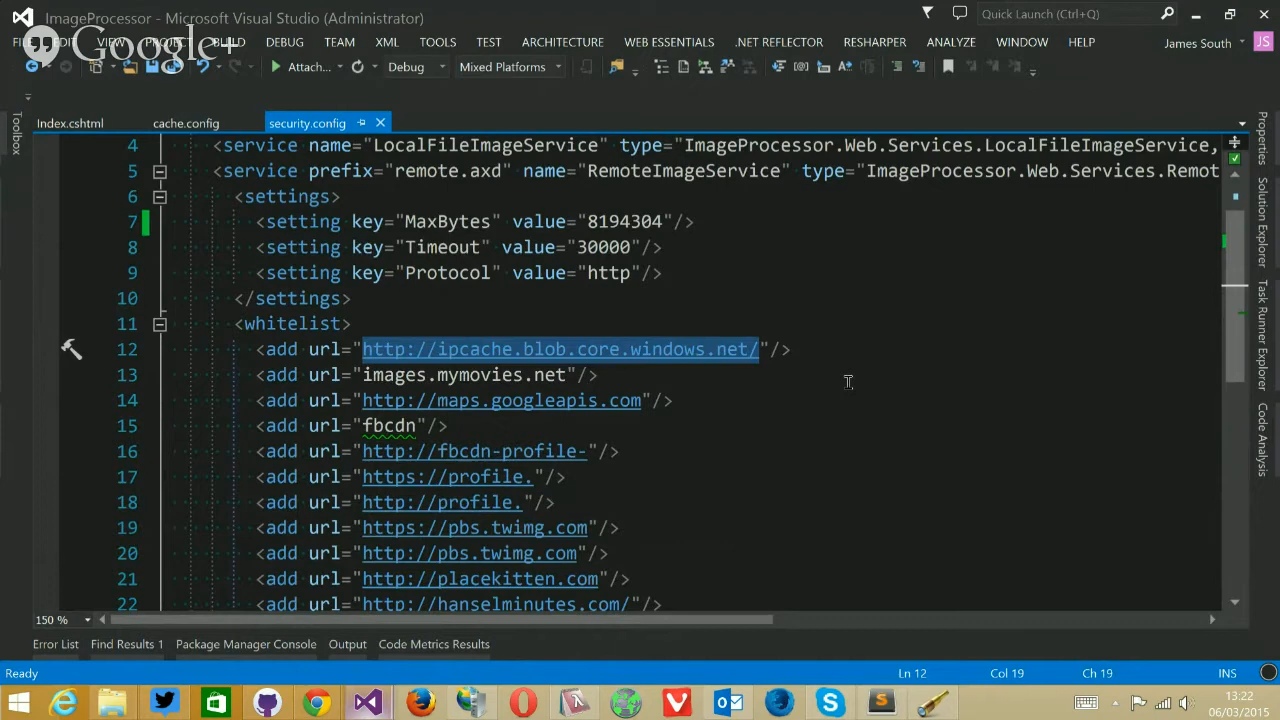 ImageProcessor - Microsoft Visual Studio (Administrator)
Quick Launch (Ctrl+Q)
Google+
FILE EDIT VIEW PROJECT BUILD DEBUG TEAM XML TOOLS TEST ARCHITECTURE WEB ESSENTIALS .NET REFLECTOR RESHARPER ANALYZE WINDOW HELP
James South
JS
Attach...
Debug
Mixed Platforms
Index.cshtml
cache.config
security.config
Toolbox
4 <service name="LocalFileImageService" type="ImageProcessor.Web.Services.LocalFileImageService,
5 <service prefix="remote.axd" name="RemoteImageService" type="ImageProcessor.Web.Services.Remot
6 <settings>
7 <setting key="MaxBytes" value="8194304"/>
8 <setting key="Timeout" value="30000"/>
9 <setting key="Protocol" value="http"/>
10 </settings>
11 <whitelist>
12 <add url="http://ipcache.blob.core.windows.net/"/>
13 <add url="images.mymovies.net"/>
14 <add url="http://maps.googleapis.com"/>
15 <add url="fbcdn"/>
16 <add url="http://fbcdn-profile-"/>
17 <add url="https://profile."/>
18 <add url="http://profile."/>
19 <add url="https://pbs.twimg.com"/>
20 <add url="http://pbs.twimg.com"/>
21 <add url="http://placekitten.com"/>
22 <add url="http://hanselminutes.com/"/>
Properties
Solution Explorer
Task Runner Explorer
Code Analysis
150 %
Error List
Find Results 1
Package Manager Console
Output
Code Metrics Results
Ready
Ln 12
Col 19
Ch 19
INS
13:22
06/03/2015